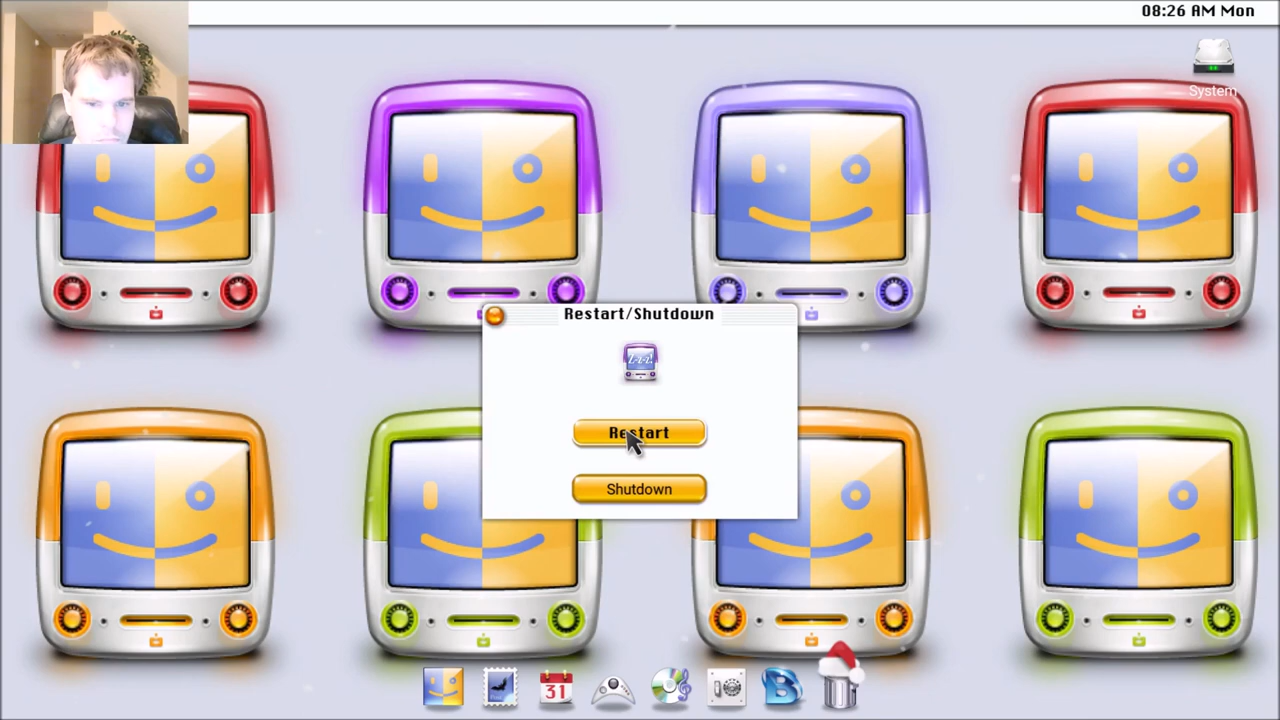 08:26 AM Mon
System
Restart/Shutdown
Z-z-z!
Restart
Shutdown
31